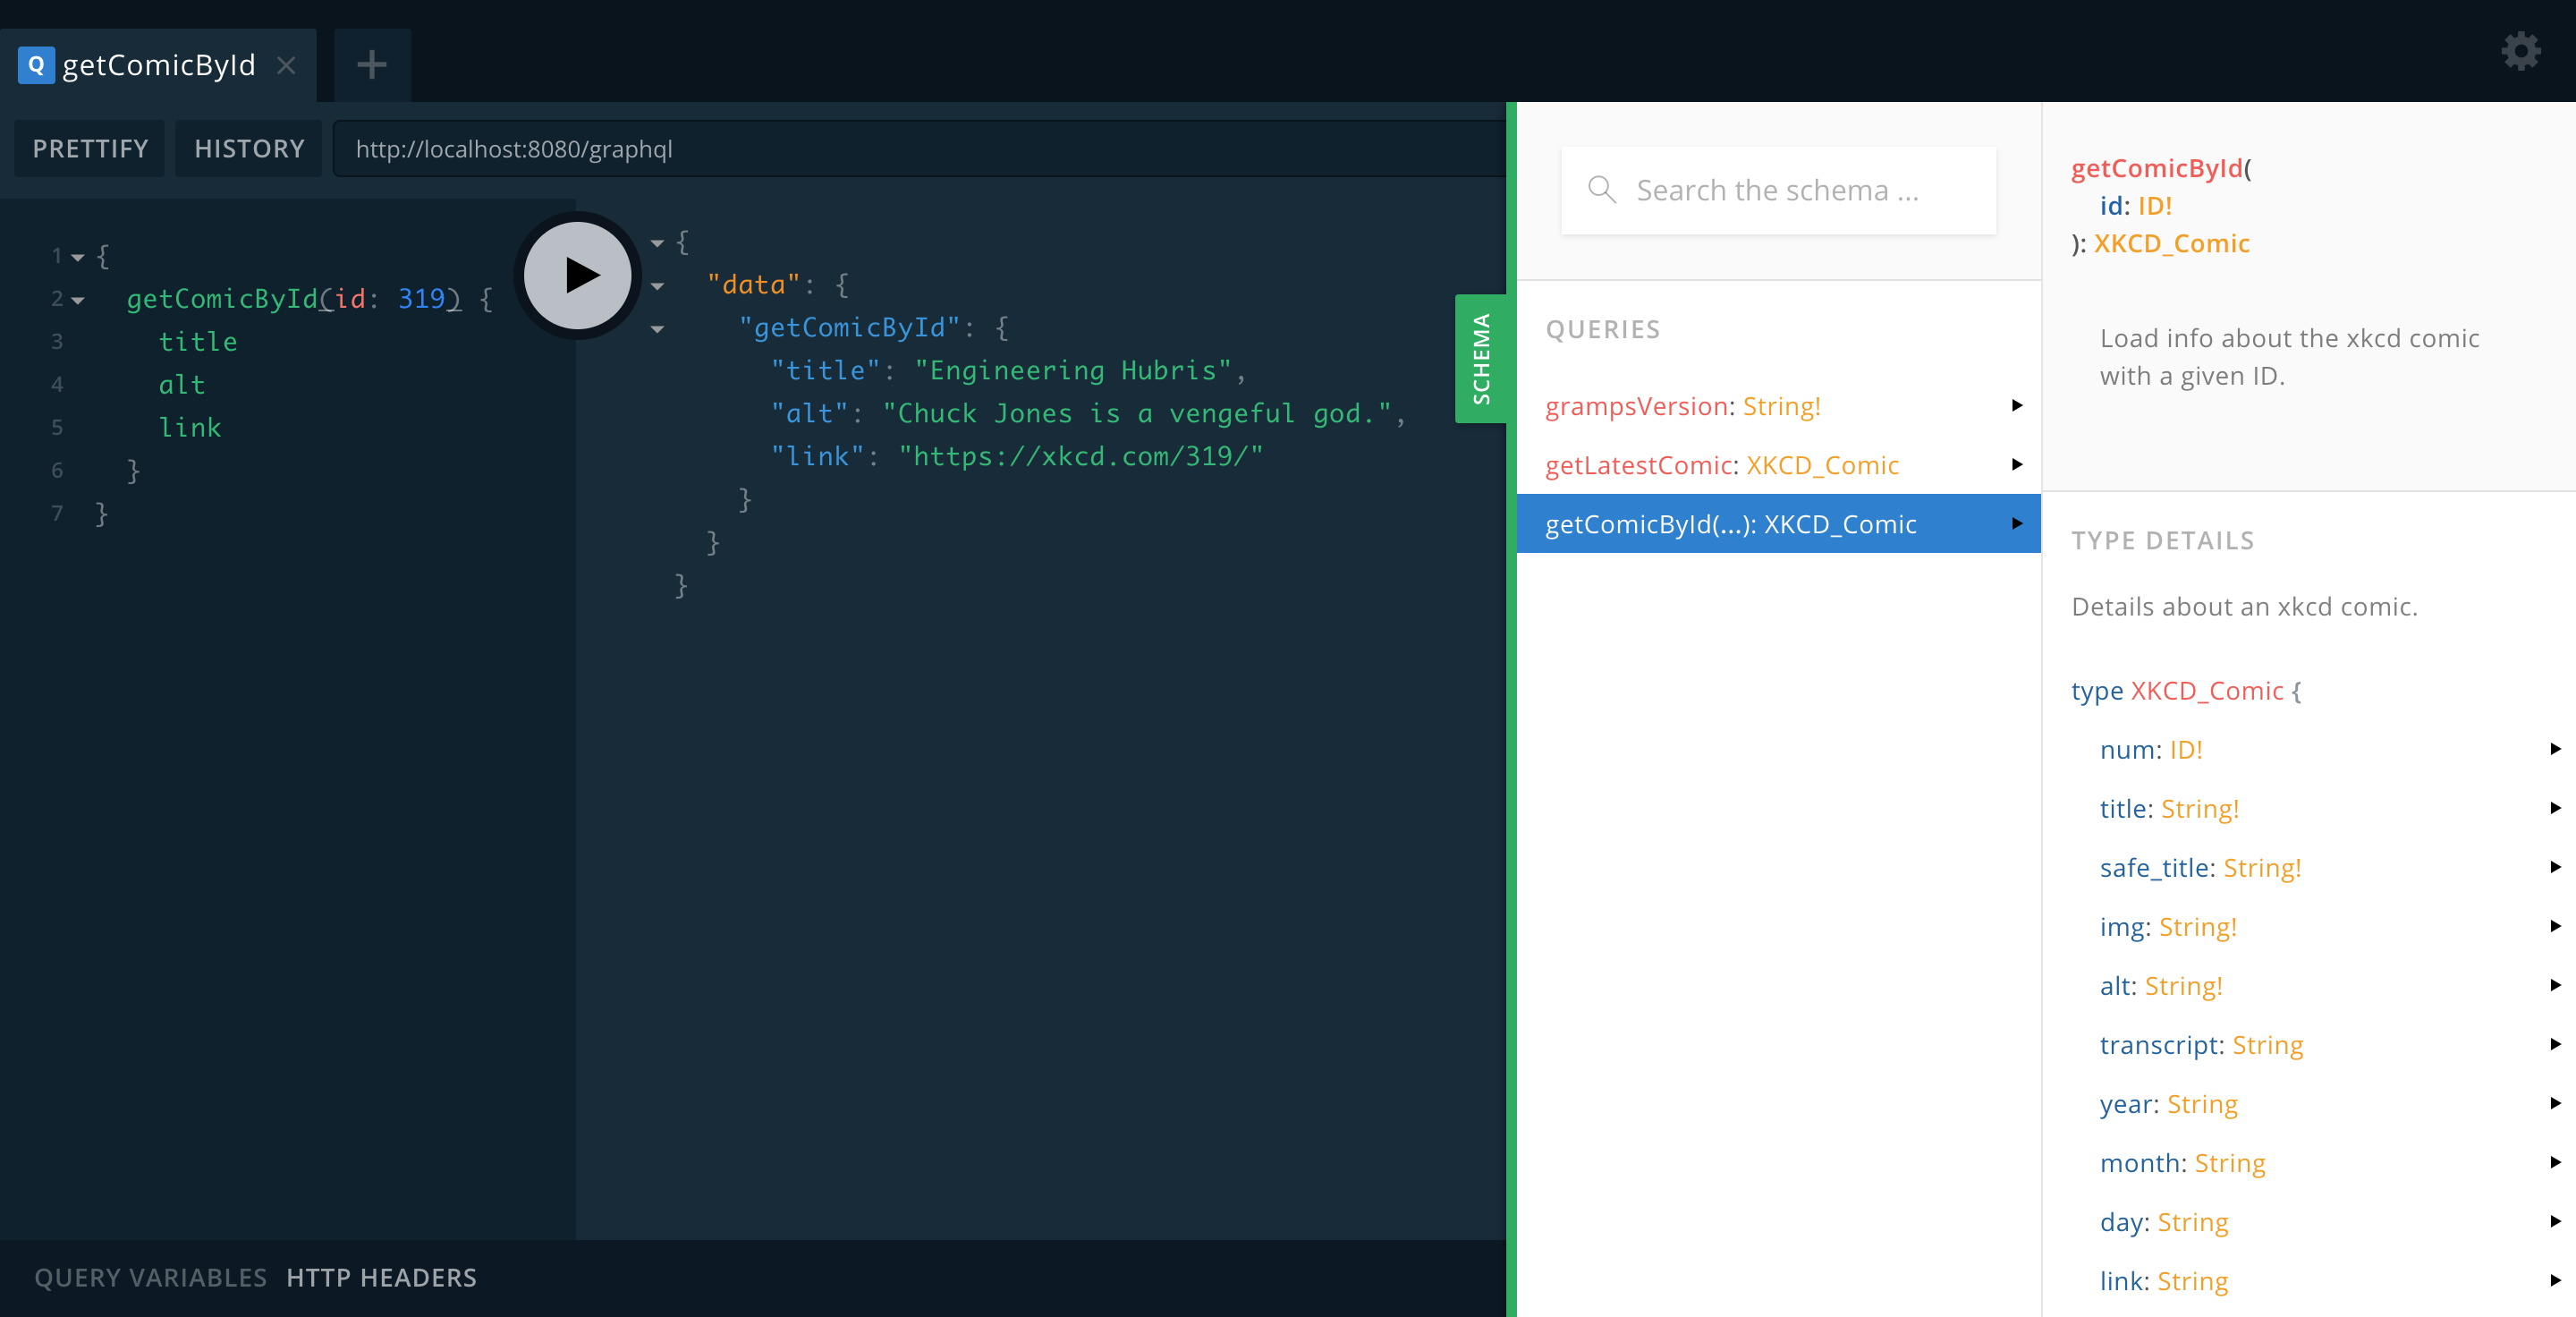 Q getComicById
PRETTIFY HISTORY http://localhost:8080/graphql
1 {
2 getComicById(id: 319) {
3 title
4 alt
5 link
6 }
7 }
{
"data": {
"getComicById": {
"title": "Engineering Hubris",
"alt": "Chuck Jones is a vengeful god.",
"link": "https://xkcd.com/319/"
}
}
}
QUERY VARIABLES HTTP HEADERS
SCHEMA
Search the schema ...
QUERIES
grampsVersion: String!
getLatestComic: XKCD_Comic
getComicById(...): XKCD_Comic
getComicById(
id: ID!
): XKCD_Comic
Load info about the xkcd comic
with a given ID.
TYPE DETAILS
Details about an xkcd comic.
type XKCD_Comic {
num: ID!
title: String!
safe_title: String!
img: String!
alt: String!
transcript: String
year: String
month: String
day: String
link: String